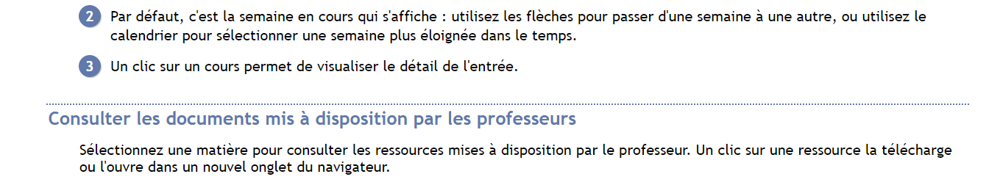 2 Par défaut, c'est la semaine en cours qui s'affiche : utilisez les flèches pour passer d'une semaine à une autre, ou utilisez le
calendrier pour sélectionner une semaine plus éloignée dans le temps.
3 Un clic sur un cours permet de visualiser le détail de l'entrée.
Consulter les documents mis à disposition par les professeurs
Sélectionnez une matière pour consulter les ressources mises à disposition par le professeur. Un clic sur une ressource la télécharge
ou l'ouvre dans un nouvel onglet du navigateur.